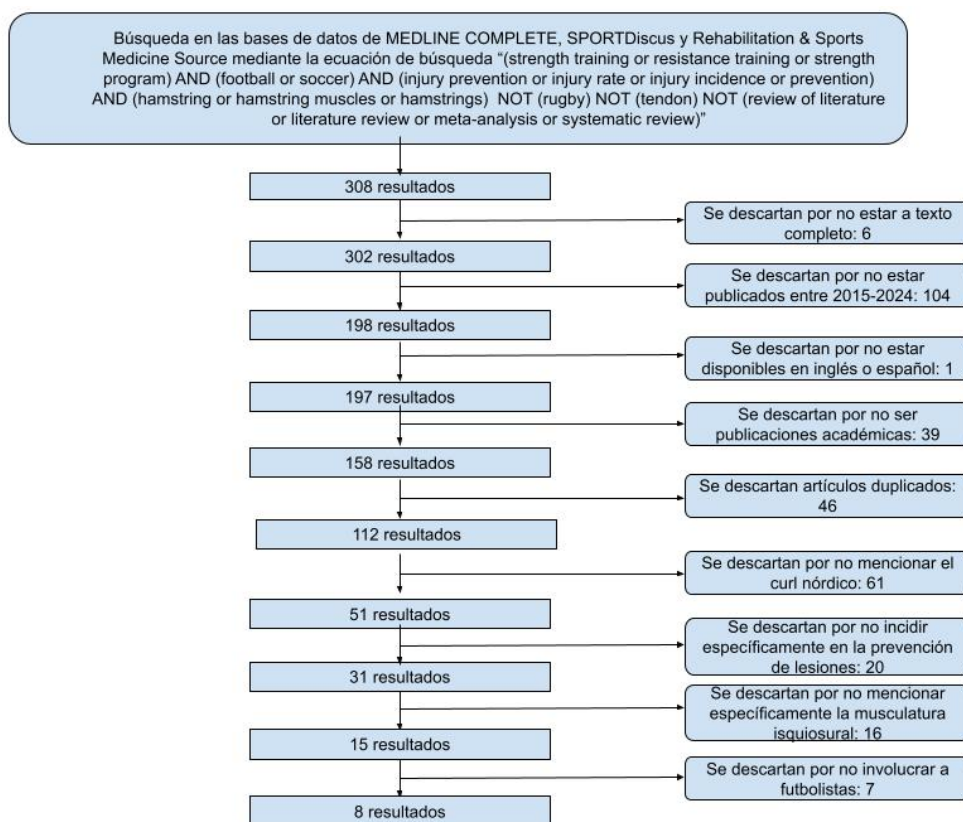 Búsqueda en las bases de datos de MEDLINE COMPLETE, SPORTDiscus y Rehabilitation & Sports
Medicine Source mediante la ecuación de búsqueda “(strength training or resistance training or strength
program) AND (football or soccer) AND (injury prevention or injury rate or injury incidence or prevention)
AND (hamstring or hamstring muscles or hamstrings) NOT (rugby) NOT (tendon) NOT (review of literature
or literature review or meta-analysis or systematic review)”
308 resultados
Se descartan por no estar a texto
completo: 6
302 resultados
Se descartan por no estar
publicados entre 2015-2024: 104
198 resultados
Se descartan por no estar
disponibles en inglés o español: 1
197 resultados
Se descartan por no ser
publicaciones académicas: 39
158 resultados
Se descartan artículos duplicados:
46
112 resultados
Se descartan por no mencionar el
curl nórdico: 61
51 resultados
Se descartan por no incidir
específicamente en la prevención
de lesiones: 20
31 resultados
Se descartan por no mencionar
específicamente la musculatura
isquiosural: 16
15 resultados
Se descartan por no involucrar a
futbolistas: 7
8 resultados